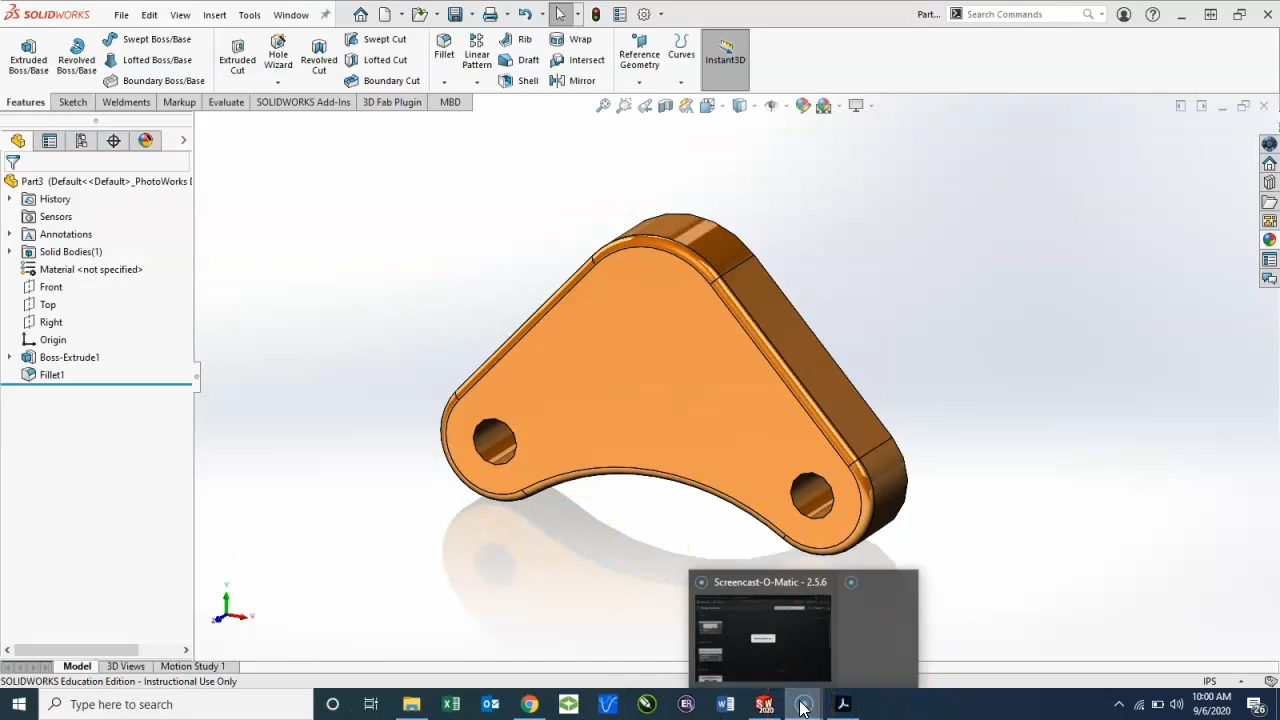 SOLIDWORKS File Edit View Insert Tools Window Part... Search Commands
Extruded Boss/Base
Revolved Boss/Base
Swept Boss/Base
Lofted Boss/Base
Boundary Boss/Base
Extruded Cut
Hole Wizard
Revolved Cut
Swept Cut
Lofted Cut
Boundary Cut
Fillet
Linear Pattern
Rib
Draft
Shell
Wrap
Intersect
Mirror
Reference Geometry
Curves
Instant3D
Features Sketch Weldments Markup Evaluate SOLIDWORKS Add-Ins 3D Fab Plugin MBD
Part3 (Default<<Default>_PhotoWorks
History
Sensors
Annotations
Solid Bodies(1)
Material <not specified>
Front
Top
Right
Origin
Boss-Extrude1
Fillet1
Y
X
Z
Screencast-O-Matic - 2.5.6
Model 3D Views Motion Study 1
SOLIDWORKS Education Edition - Instructional Use Only IPS
Type here to search
ER
SW 2020
10:00 AM
9/6/2020
26